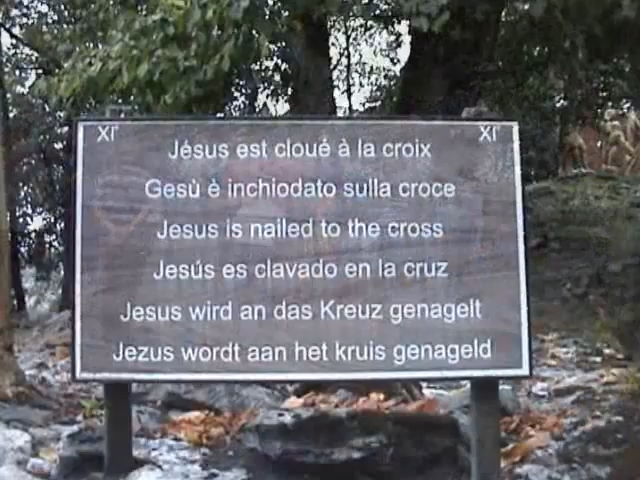 XI° XI°
Jésus est cloué à la croix
Gesù è inchiodato sulla croce
Jesus is nailed to the cross
Jesús es clavado en la cruz
Jesus wird an das Kreuz genagelt
Jezus wordt aan het kruis genageld